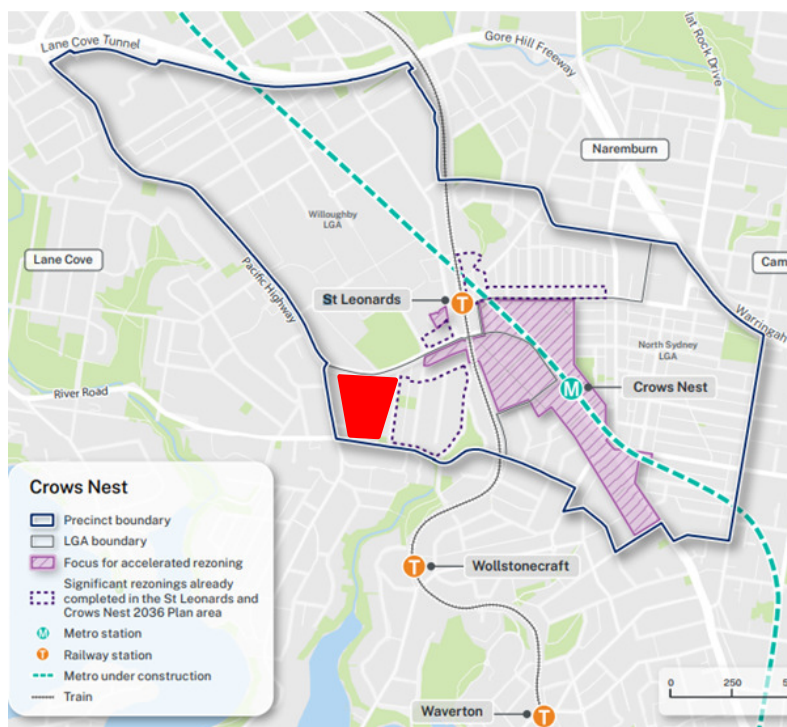 Lane Cove Tunnel
Gore Hill Freeway
lat Rock Drive
Naremburn
Willoughby
LGA
Lane Cove
Cam
Pacific Highway
St Leonards
T
Warringah
North Sydney
LGA
M
Crows Nest
River Road
Crows Nest
Precinct boundary
LGA boundary
Focus for accelerated rezoning
Significant rezonings already
completed in the St Leonards and
Crows Nest 2036 Plan area
M
Metro station
T
Railway station
Metro under construction
Train
T
Wollstonecraft
Waverton
T
0
250
5